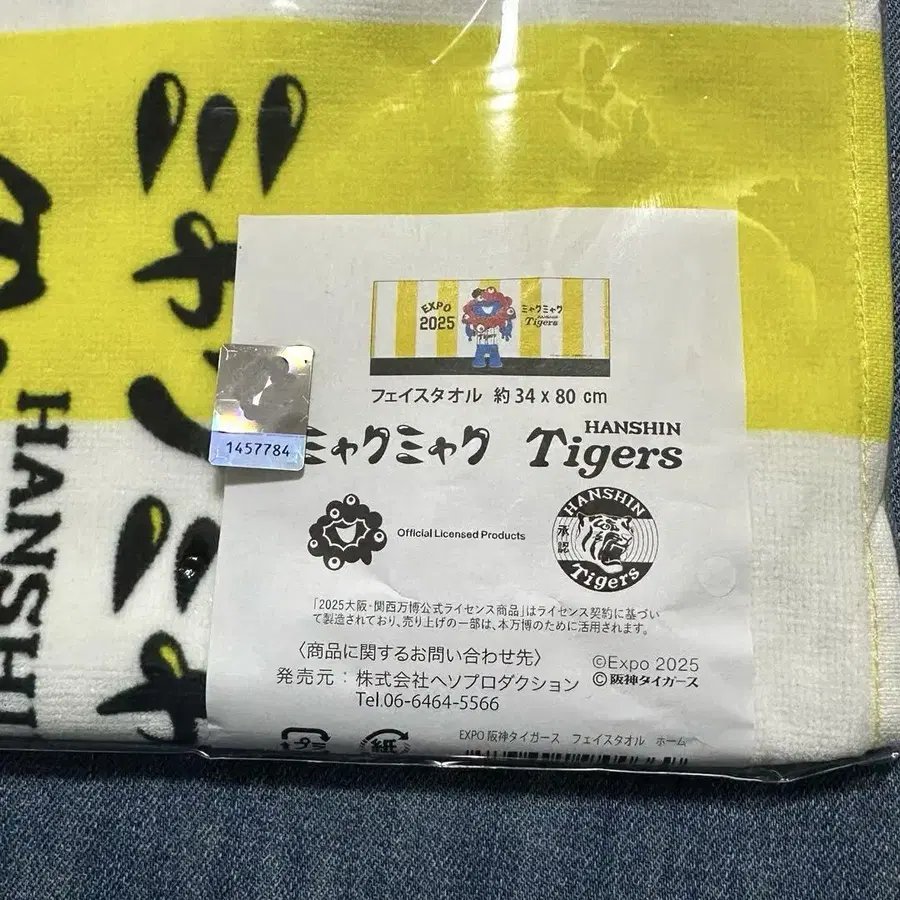 HANSHI
EXPO
2025
ミャクミャク
HANSHIN
Tigers
フェイスタオル 約 34 x 80 cm
1457784
ミャクミャク
HANSHIN
Tigers
Official Licensed Products
HANSHIN
承認
Tigers
「2025大阪・関西万博公式ライセンス商品」はライセンス契約に基づい
て製造されており、売り上げの一部は、本万博のために活用されます。
〈商品に関するお問い合わせ先〉
発売元：株式会社ヘソプロダクション
Tel.06-6464-5566
©Expo 2025
©阪神タイガース
プラ
紙
EXPO 阪神タイガース フェイスタオル ホーム